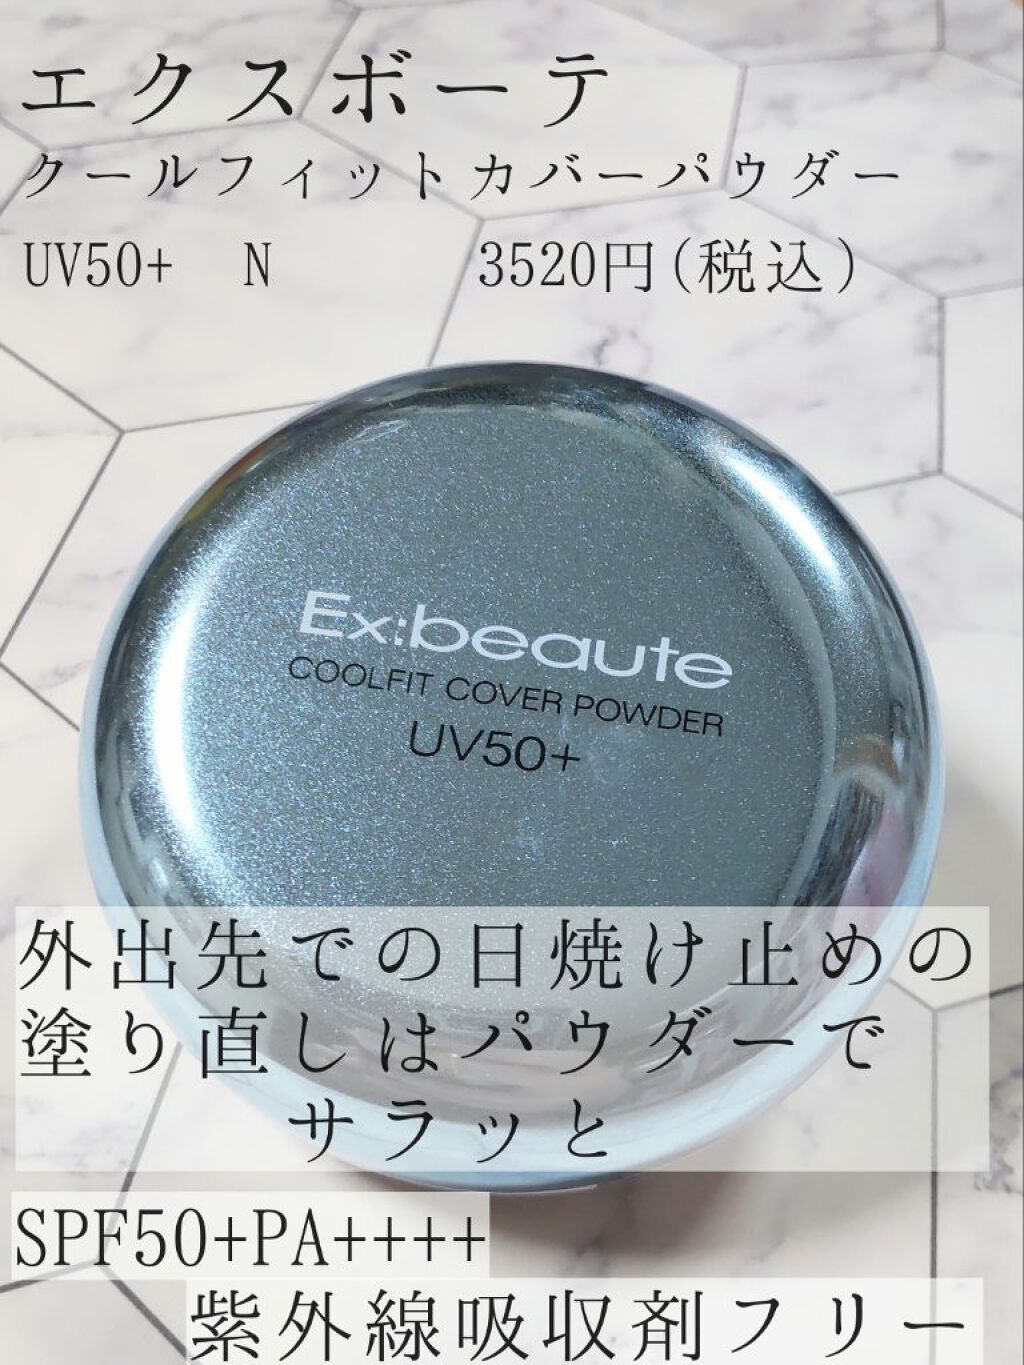 エクスボーテ
クールフィットカバーパウダー
UV50+ N 3520円(税込)
Ex:beaute
COOLFIT COVER POWDER
UV50+
外出先での日焼け止めの
塗り直しはパウダーで
サラッと
SPF50+PA++++
紫外線吸収剤フリー